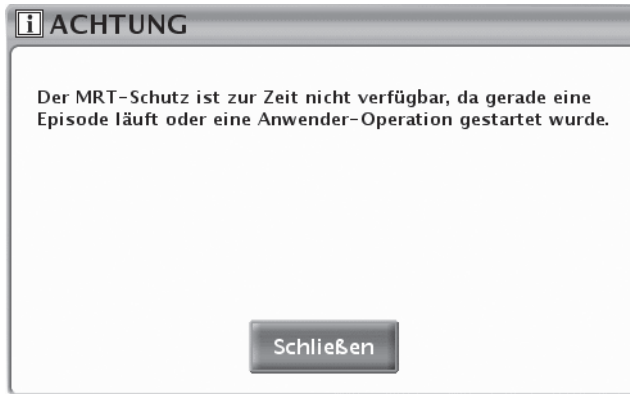 i ACHTUNG
Der MRT-Schutz ist zur Zeit nicht verfügbar, da gerade eine
Episode läuft oder eine Anwender-Operation gestartet wurde.
Schließen